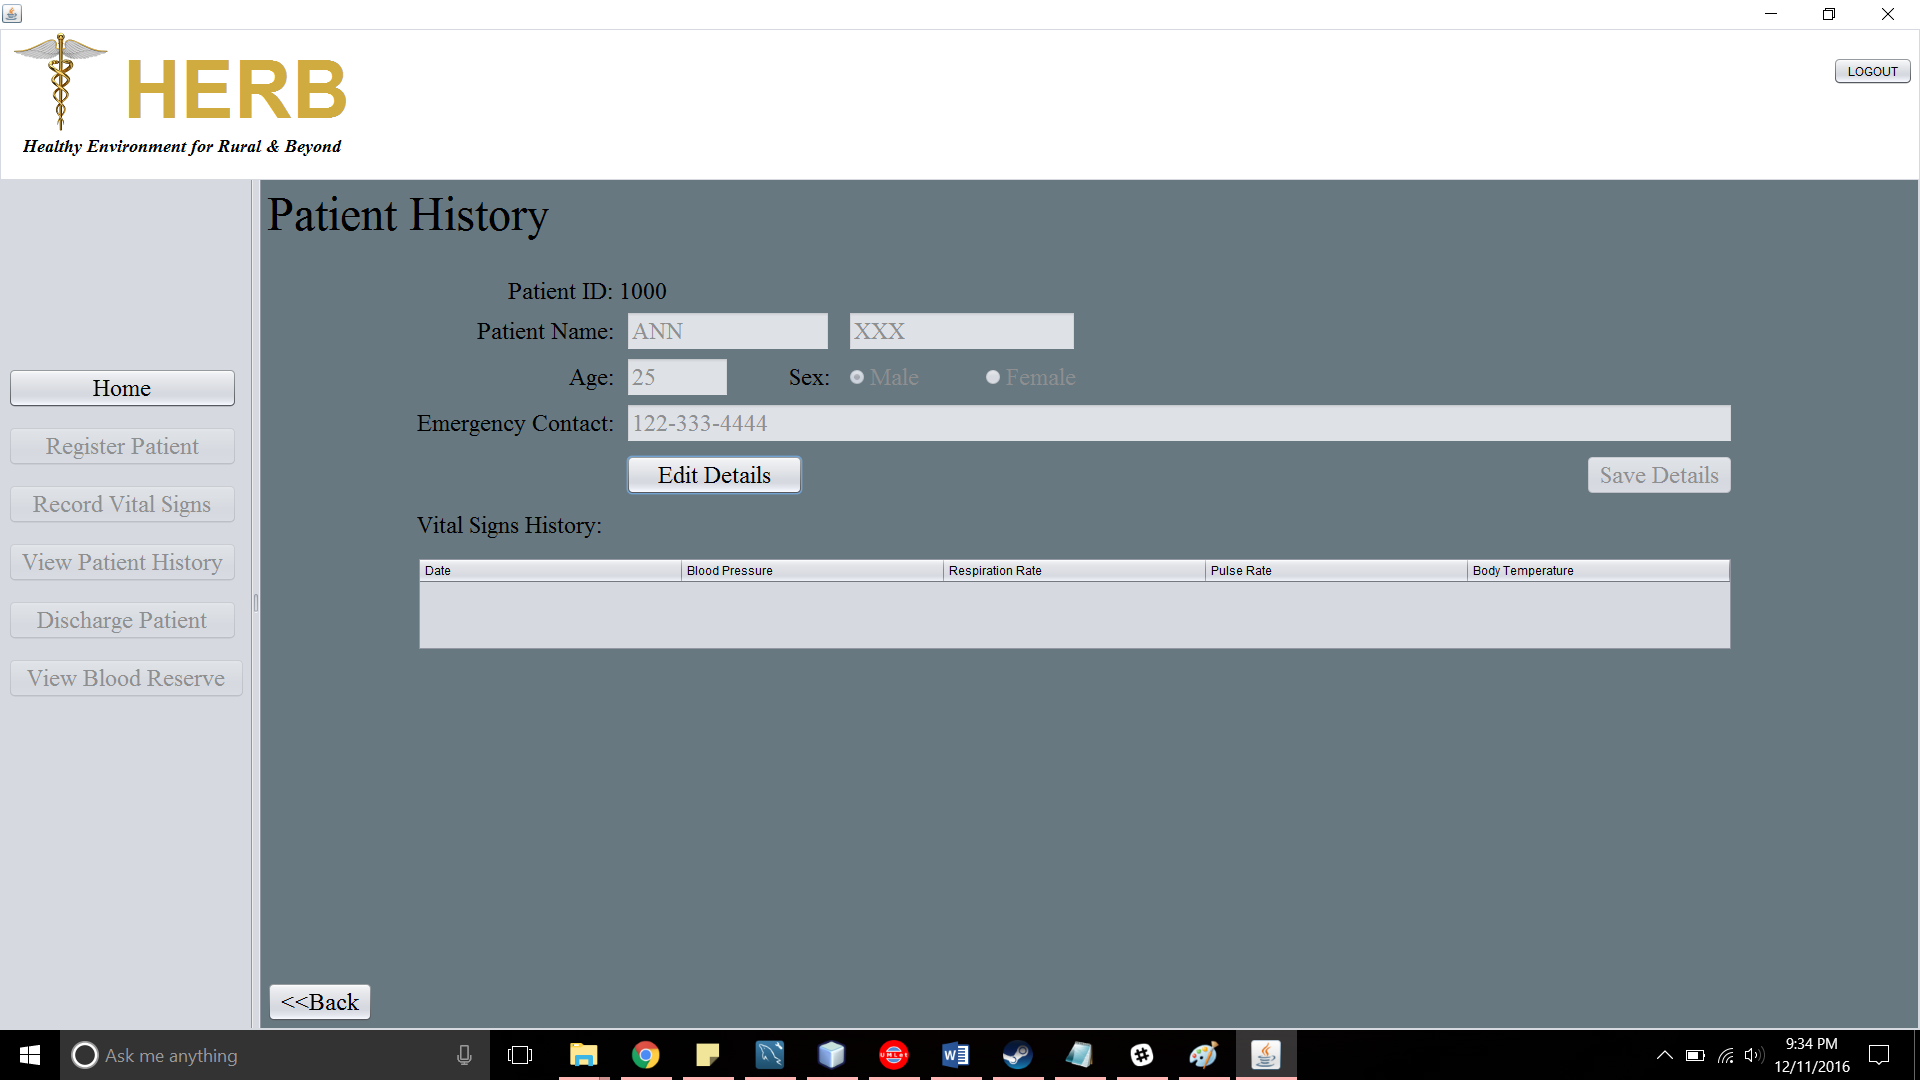 HERB
LOGOUT
Healthy Environment for Rural & Beyond
Patient History
Patient ID: 1000
Patient Name: ANN XXX
Age: 25 Sex: Male Female
Emergency Contact: 122-333-4444
Edit Details Save Details
Vital Signs History:
Date Blood Pressure Respiration Rate Pulse Rate Body Temperature
Home
Register Patient
Record Vital Signs
View Patient History
Discharge Patient
View Blood Reserve
<<Back
Ask me anything
UMLet
9:34 PM
12/11/2016